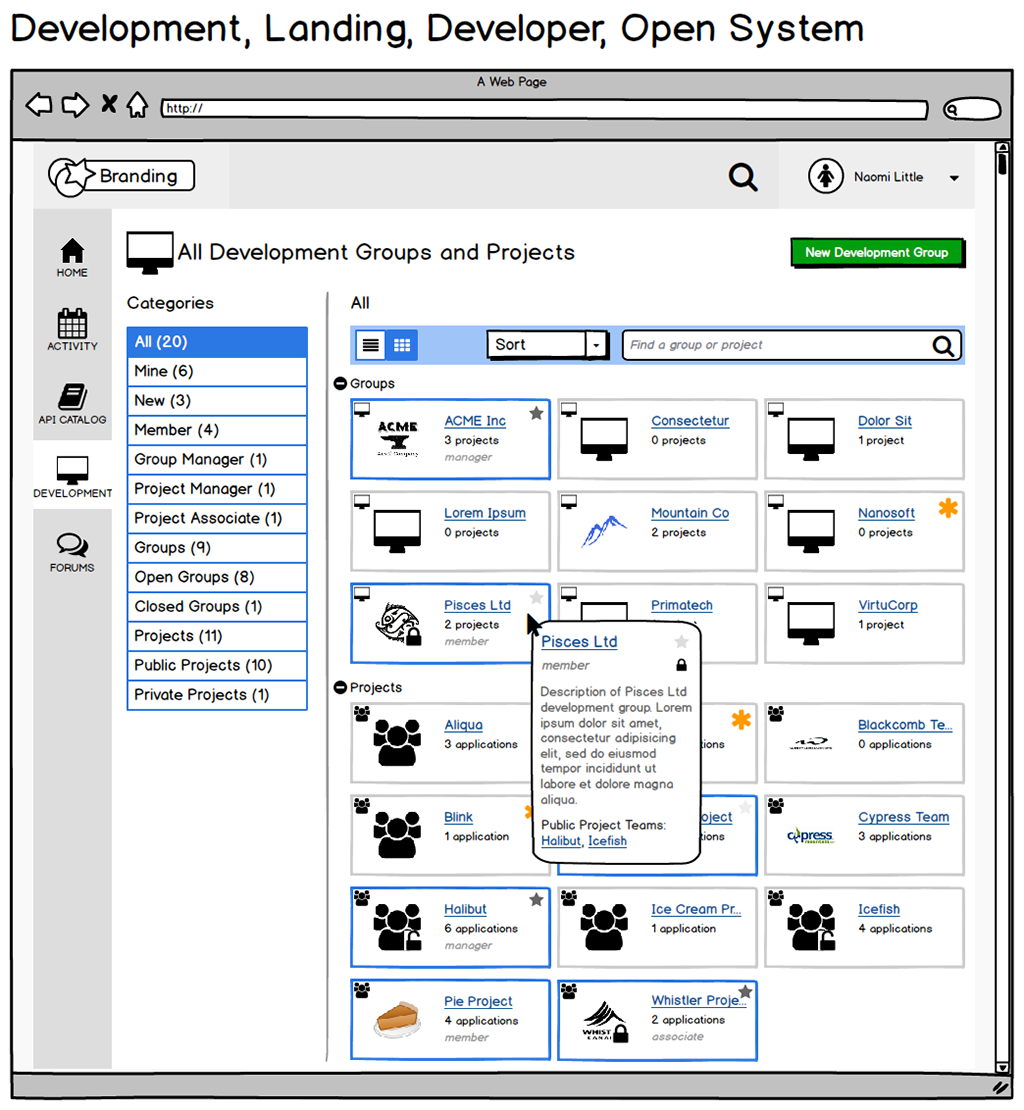 Development, Landing, Developer, Open System
A Web Page
http://
Branding
Naomi Little
HOME
ACTIVITY
API CATALOG
DEVELOPMENT
FORUMS
All Development Groups and Projects
New Development Group
Categories
All (20)
Mine (6)
New (3)
Member (4)
Group Manager (1)
Project Manager (1)
Project Associate (1)
Groups (9)
Open Groups (8)
Closed Groups (1)
Projects (11)
Public Projects (10)
Private Projects (1)
All
Sort
Find a group or project
Groups
ACME
ACME Inc
3 projects
manager
Consectetur
0 projects
Dolor Sit
1 project
Lorem Ipsum
0 projects
Mountain Co
2 projects
Nanosoft
0 projects
Pisces Ltd
2 projects
member
Primatech
VirtuCorp
1 project
Pisces Ltd
member
Description of Pisces Ltd
development group. Lorem
ipsum dolor sit amet,
consectetur adipisicing
elit, sed do eiusmod
tempor incididunt ut
labore et dolore magna
aliqua.
Public Project Teams:
Halibut, Icefish
Projects
Aliqua
3 applications
Blackcomb Te...
0 applications
Blink
1 application
cypress
Cypress Team
3 applications
Halibut
6 applications
manager
Ice Cream Pr...
1 application
Icefish
4 applications
Pie Project
4 applications
member
Whistler Proje...
2 applications
associate